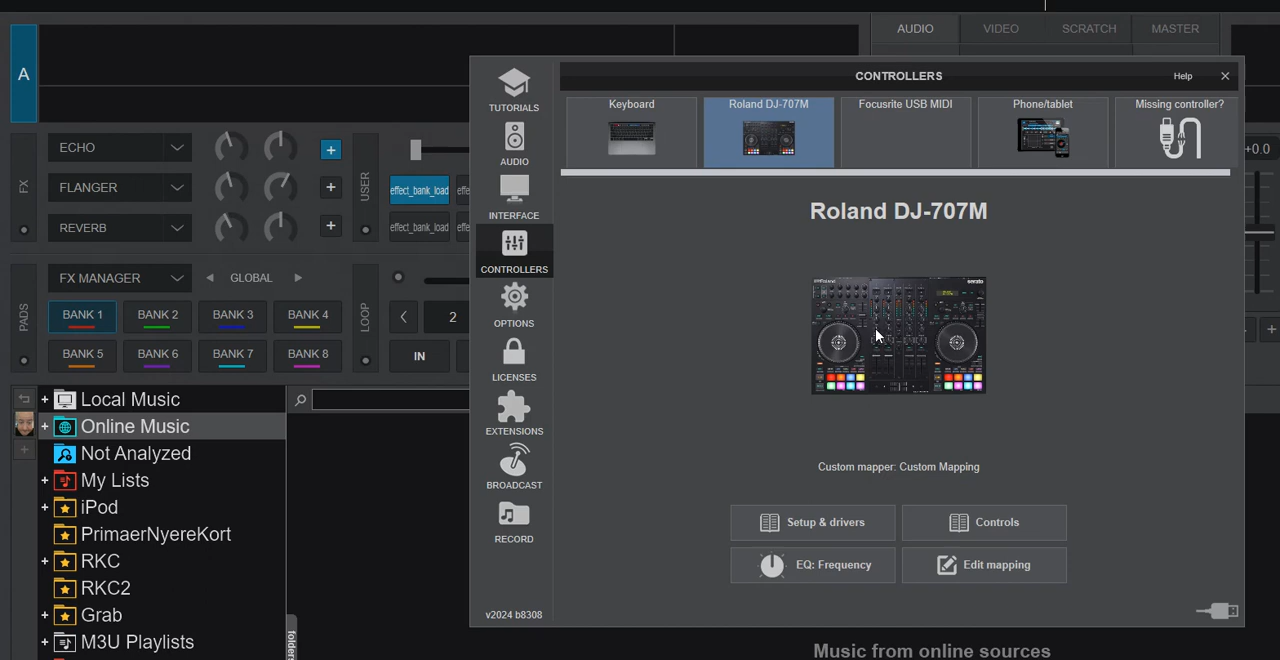 AUDIO VIDEO SCRATCH MASTER
A
CONTROLLERS Help
Keyboard Roland DJ-707M Focusrite USB MIDI Phone/tablet Missing controller?
TUTORIALS
AUDIO
INTERFACE
CONTROLLERS
OPTIONS
LICENSES
EXTENSIONS
BROADCAST
RECORD
v2024 b8308
Roland DJ-707M
serato
Custom mapper: Custom Mapping
Setup & drivers Controls
EQ: Frequency Edit mapping
+0.0
FX
ECHO
FLANGER
REVERB
USER
effect_bank_load
effect_bank_load
PADS
FX MANAGER GLOBAL
BANK 1 BANK 2 BANK 3 BANK 4
BANK 5 BANK 6 BANK 7 BANK 8
LOOP
2
IN
Local Music
Online Music
Not Analyzed
My Lists
iPod
PrimaerNyereKort
RKC
RKC2
Grab
M3U Playlists
folders
Music from online sources